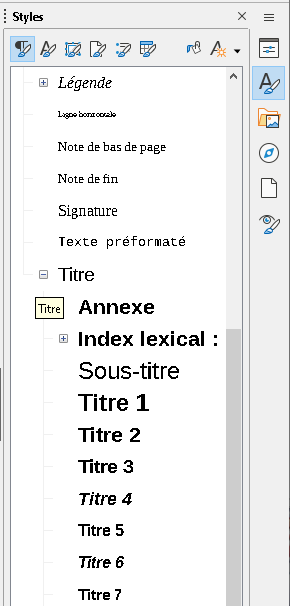 Styles
Légende
Ligne horizontale
Note de bas de page
Note de fin
Signature
Texte préformaté
Titre
Titre
Annexe
Index lexical :
Sous-titre
Titre 1
Titre 2
Titre 3
Titre 4
Titre 5
Titre 6
Titre 7